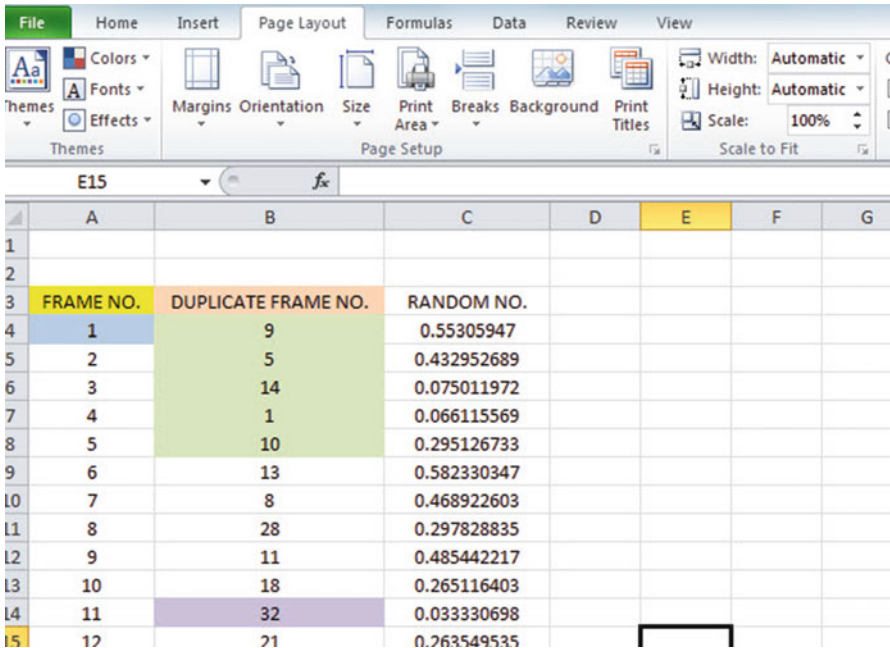 File Home Insert Page Layout Formulas Data Review View
Colors
Fonts
Effects
Themes
Margins Orientation Size Print Area Breaks Background Print Titles
Width: Automatic
Height: Automatic
Scale: 100%
Themes Page Setup Scale to Fit
E15 fx
A B C D E F G
1
2
3 FRAME NO. DUPLICATE FRAME NO. RANDOM NO.
4 1 9 0.55305947
5 2 5 0.432952689
6 3 14 0.075011972
7 4 1 0.066115569
8 5 10 0.295126733
9 6 13 0.582330347
10 7 8 0.468922603
11 8 28 0.297828835
12 9 11 0.485442217
13 10 18 0.265116403
14 11 32 0.033330698
15 12 21 0.263549535